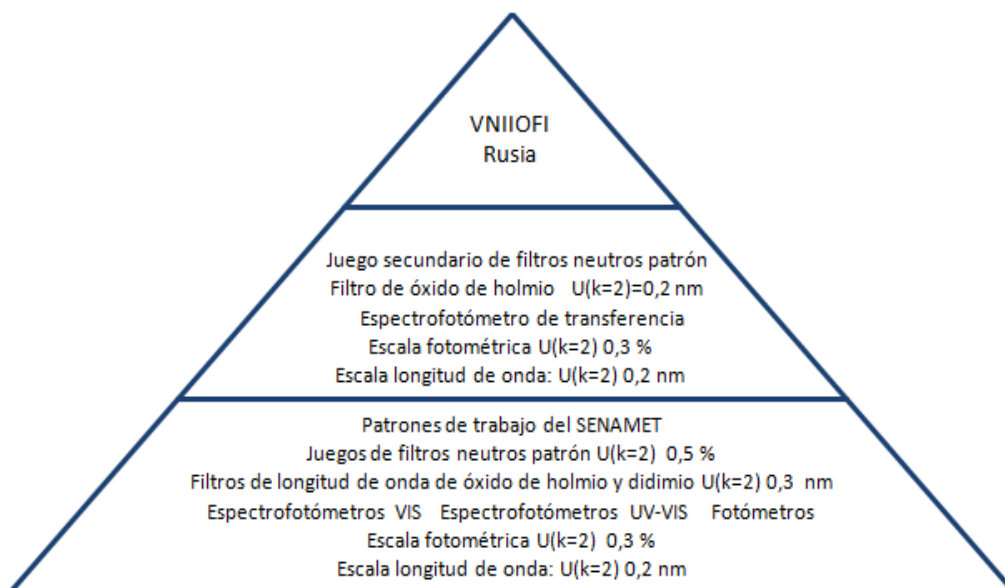 VNIIOFI
Rusia
Juego secundario de filtros neutros patrón
Filtro de óxido de holmio U(k=2)=0,2 nm
Espectrofotómetro de transferencia
Escala fotométrica U(k=2) 0,3 %
Escala longitud de onda: U(k=2) 0,2 nm
Patrones de trabajo del SENAMET
Juegos de filtros neutros patrón U(k=2) 0,5 %
Filtros de longitud de onda de óxido de holmio y didimio U(k=2) 0,3 nm
Espectrofotómetros VIS Espectrofotómetros UV-VIS Fotómetros
Escala fotométrica U(k=2) 0,3%
Escala longitud de onda: U(k=2) 0,2 nm